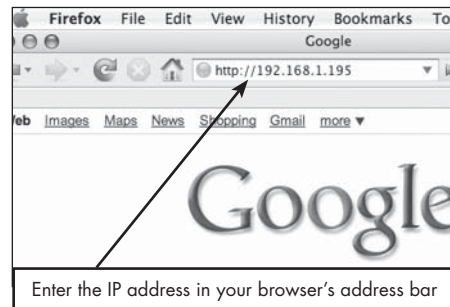 Firefox File Edit View History Bookmarks To
Google
http://192.168.1.195
eb Images Maps News Shopping Gmail more ▼
Google
Enter the IP address in your browser's address bar